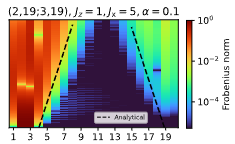 (2,19;3,19), J_z = 1, J_x = 5, α = 0.1
10^0
10^{-2}
10^{-4}
Frobenius norm
Analytical
1 3 5 7 9 11 13 15 17 19